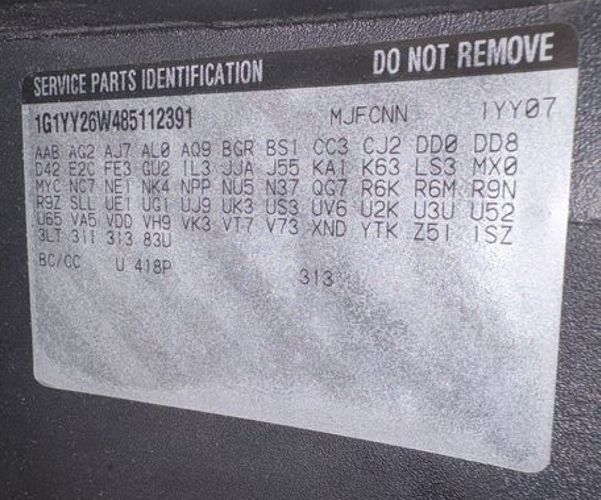 SERVICE PARTS IDENTIFICATION DO NOT REMOVE
1G1YY26W485112391 MJFCNN 1YY07
AAB AG2 AJ7 AL0 AQ9 BGR BS1 CC3 CJ2 DD0 DD8
D42 E2C FE3 GU2 IL3 JJA J55 KA1 K63 LS3 MX0
MYC NC7 NE1 NK4 NPP NU5 N37 QG7 R6K R6M R9N
R9Z SLL UE1 UG1 UJ9 UK3 US3 UV6 U2K U3U U52
U65 VA5 VDD VH9 VK3 VT7 V73 XND YTK Z51 1SZ
3LT 311 313 83U
BC/CC U 418P 313